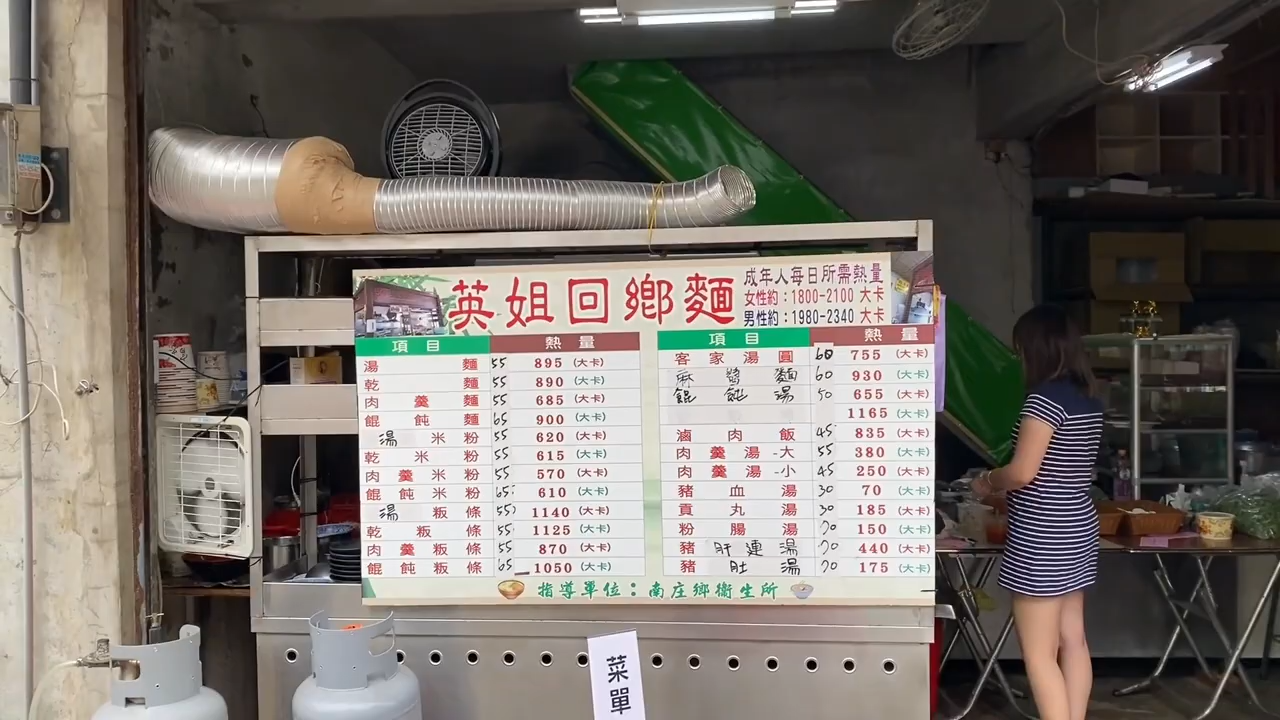 英姐回鄉麵
成年人每日所需熱量
女性約：1800-2100 大卡
男性約：1980-2340 大卡
項目 熱量
湯麵 55 895 (大卡)
乾麵 55 890 (大卡)
肉羹麵 55 685 (大卡)
餛飩麵 65 900 (大卡)
湯米粉 55 620 (大卡)
乾米粉 55 615 (大卡)
肉羹米粉 55 570 (大卡)
餛飩米粉 65 610 (大卡)
湯粄條 55 1140 (大卡)
乾粄條 55 1125 (大卡)
肉羹粄條 55 870 (大卡)
餛飩粄條 65 1050 (大卡)
項目 熱量
客家湯圓 60 755 (大卡)
麻醬麵 60 930 (大卡)
餛飩湯 50 655 (大卡)
1165 (大卡)
滷肉飯 45 835 (大卡)
肉羹湯-大 55 380 (大卡)
肉羹湯-小 45 250 (大卡)
豬血湯 30 70 (大卡)
貢丸湯 30 185 (大卡)
粉腸湯 70 150 (大卡)
豬肝連湯 70 440 (大卡)
豬肚湯 70 175 (大卡)
指導單位：南庄鄉衛生所
菜單